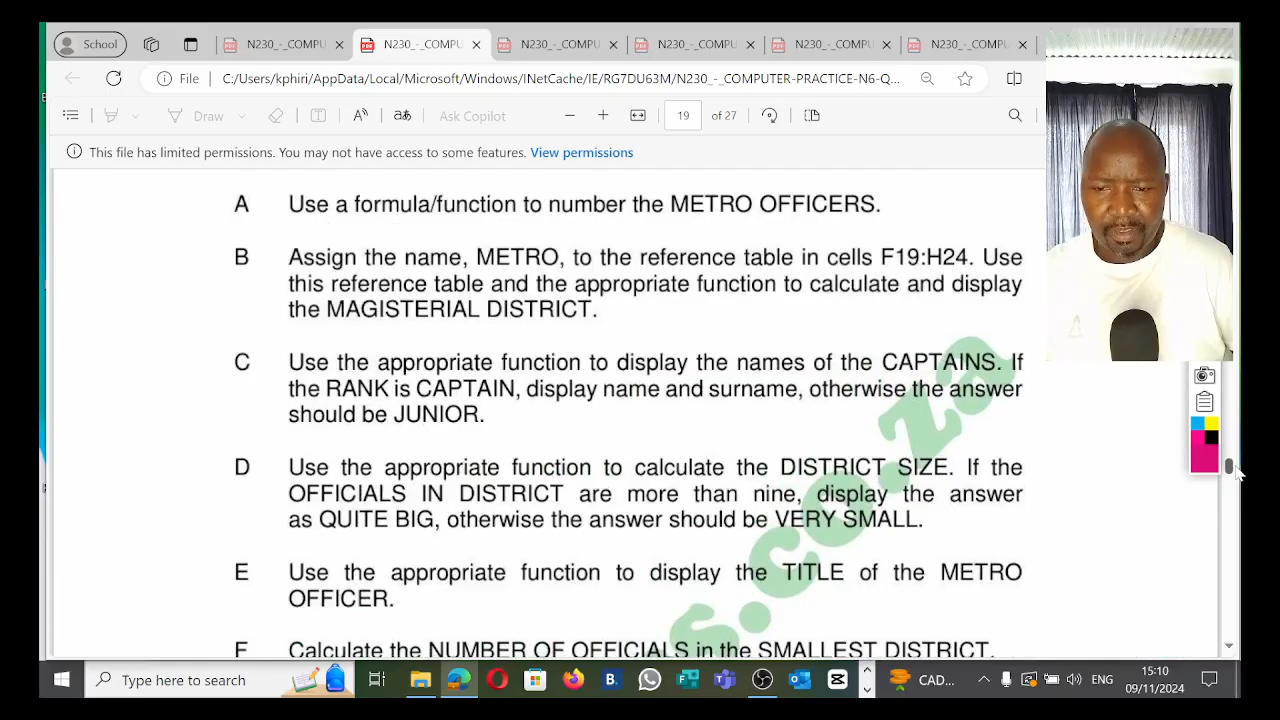 School
N230_-_COMPU
N230_-_COMPU
N230_-_COMPU
N230_-_COMPU
N230_-_COMPU
N230_-_COMPU
File
C:/Users/kphiri/AppData/Local/Microsoft/Windows/INetCache/IE/RG7DU63M/N230_-_COMPUTER-PRACTICE-N6-Q...
Draw
Ask Copilot
19 of 27
This file has limited permissions. You may not have access to some features. View permissions
A Use a formula/function to number the METRO OFFICERS.
B Assign the name, METRO, to the reference table in cells F19:H24. Use
this reference table and the appropriate function to calculate and display
the MAGISTERIAL DISTRICT.
C Use the appropriate function to display the names of the CAPTAINS. If
the RANK is CAPTAIN, display name and surname, otherwise the answer
should be JUNIOR.
D Use the appropriate function to calculate the DISTRICT SIZE. If the
OFFICIALS IN DISTRICT are more than nine, display the answer
as QUITE BIG, otherwise the answer should be VERY SMALL.
E Use the appropriate function to display the TITLE of the METRO
OFFICER.
F Calculate the NUMBER OF OFFICIALS in the SMALLEST DISTRICT.
s.co.za
Type here to search
CAD...
ENG
15:10
09/11/2024